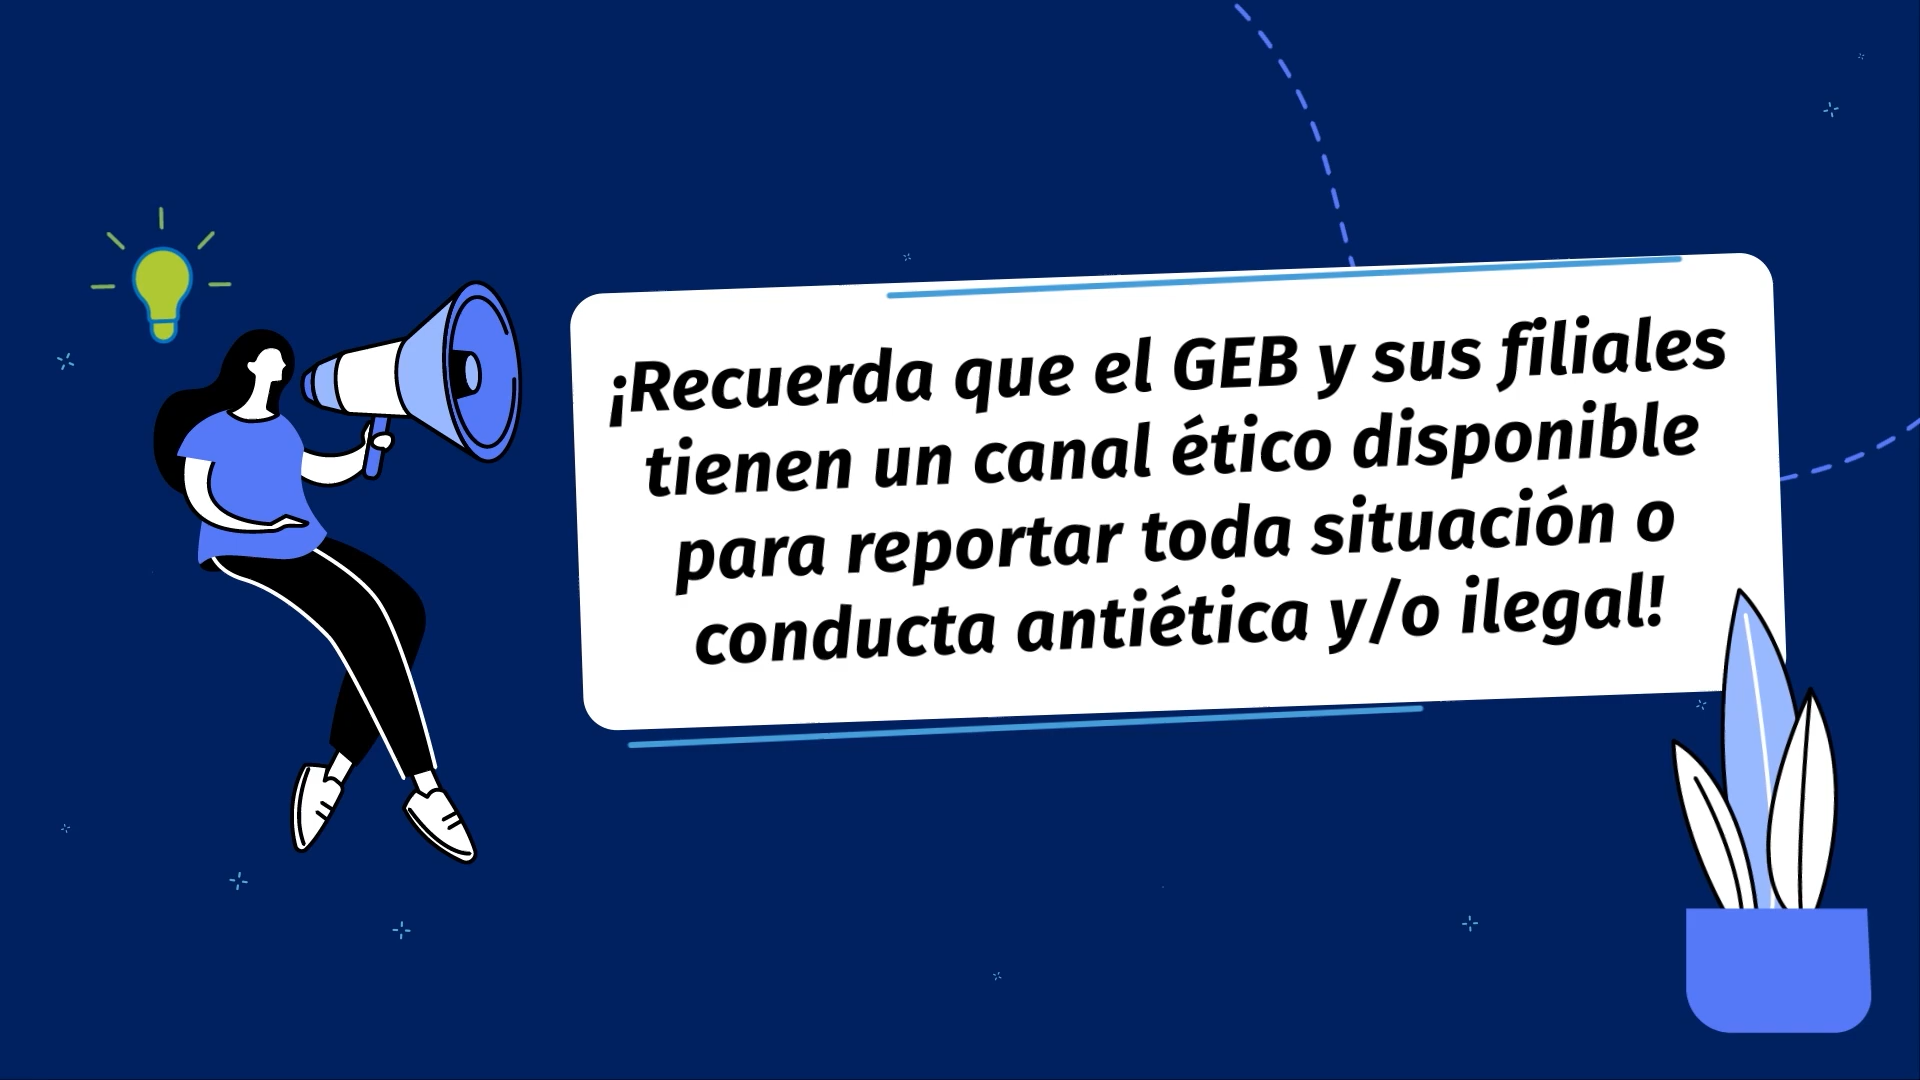 ¡Recuerda que el GEB y sus filiales
tienen un canal ético disponible
para reportar toda situación o
conducta antiética y/o ilegal!